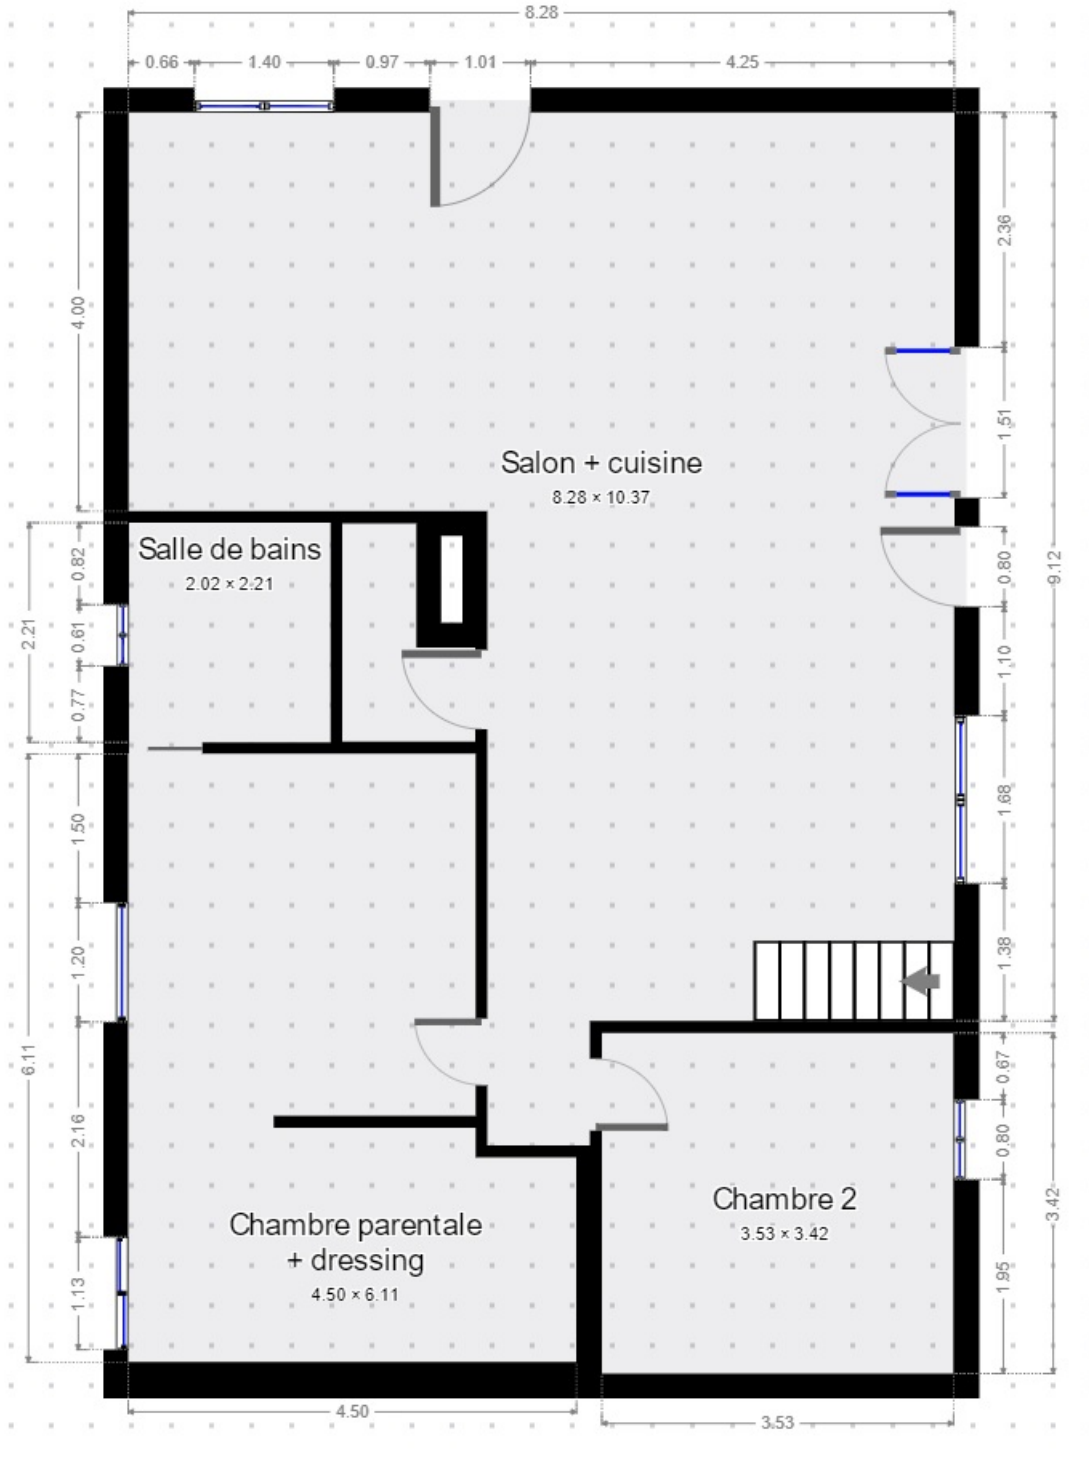 8.28
0.66 1.40 0.97 1.01 4.25
4.00
2.36
1.51
Salon + cuisine
8.28 × 10.37
9.12
0.80
Salle de bains
2.02 × 2.21
0.82
2.21
0.61
0.77
1.10
1.68
1.50
1.20
1.38
6.11
2.16
0.67
0.80
3.42
Chambre 2
3.53 × 3.42
Chambre parentale
+ dressing
4.50 × 6.11
1.13
1.95
4.50
3.53